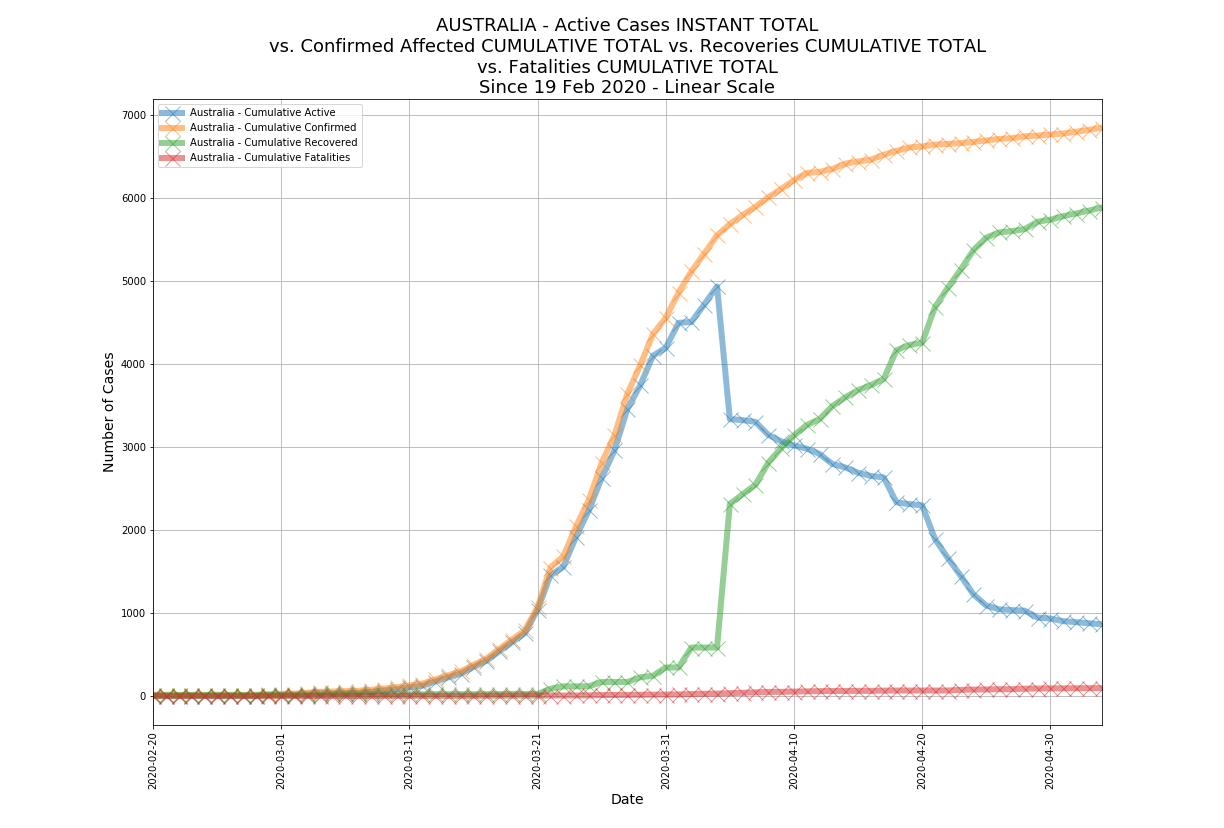 AUSTRALIA - Active Cases INSTANT TOTAL
vs. Confirmed Affected CUMULATIVE TOTAL vs. Recoveries CUMULATIVE TOTAL
vs. Fatalities CUMULATIVE TOTAL
Since 19 Feb 2020 - Linear Scale
Australia - Cumulative Active
Australia - Cumulative Confirmed
Australia - Cumulative Recovered
Australia - Cumulative Fatalities
Number of Cases
7000
6000
5000
4000
3000
2000
1000
0
2020-02-20
2020-03-01
2020-03-11
2020-03-21
2020-03-31
2020-04-10
2020-04-20
2020-04-30
Date